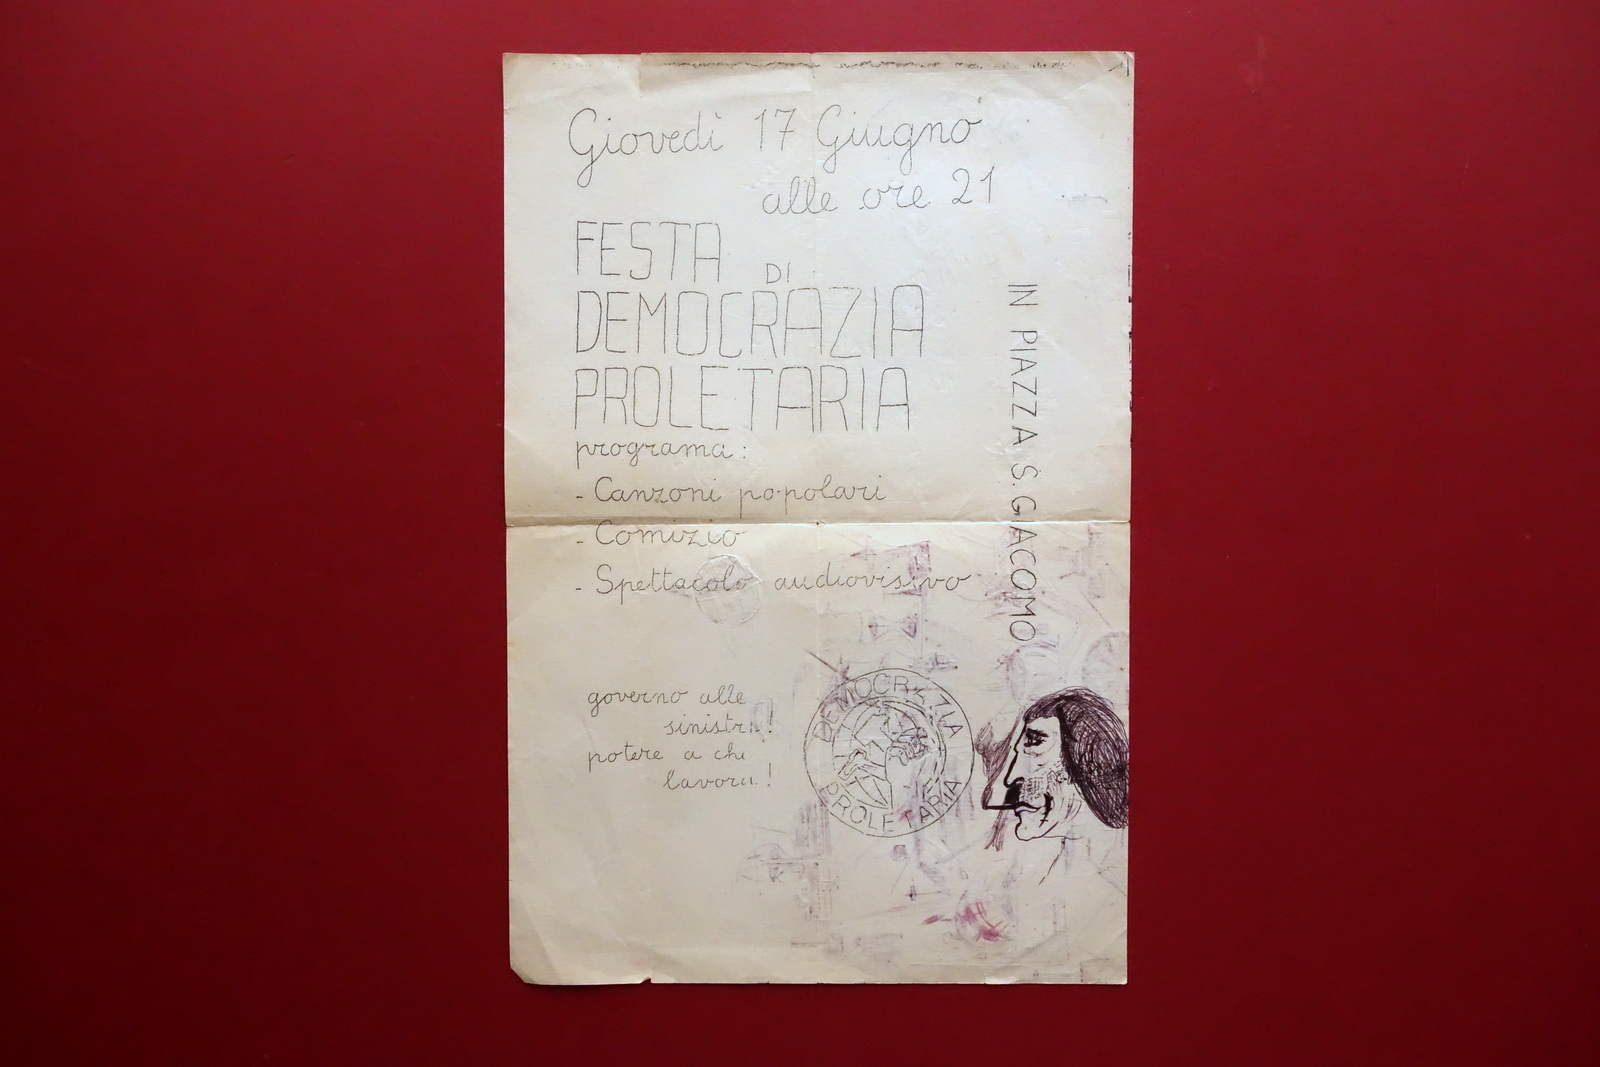 Giovedì 17 Giugno
alle ore 21
FESTA
DI
DEMOCRAZIA
PROLETARIA
programa:
- Canzoni popolari
- Comizio
- Spettacolo audiovisivo
IN PIAZZA S. GIACOMO
governo alle
sinistre!
potere a chi
lavora!
DEMOCRAZIA
PROLETARIA